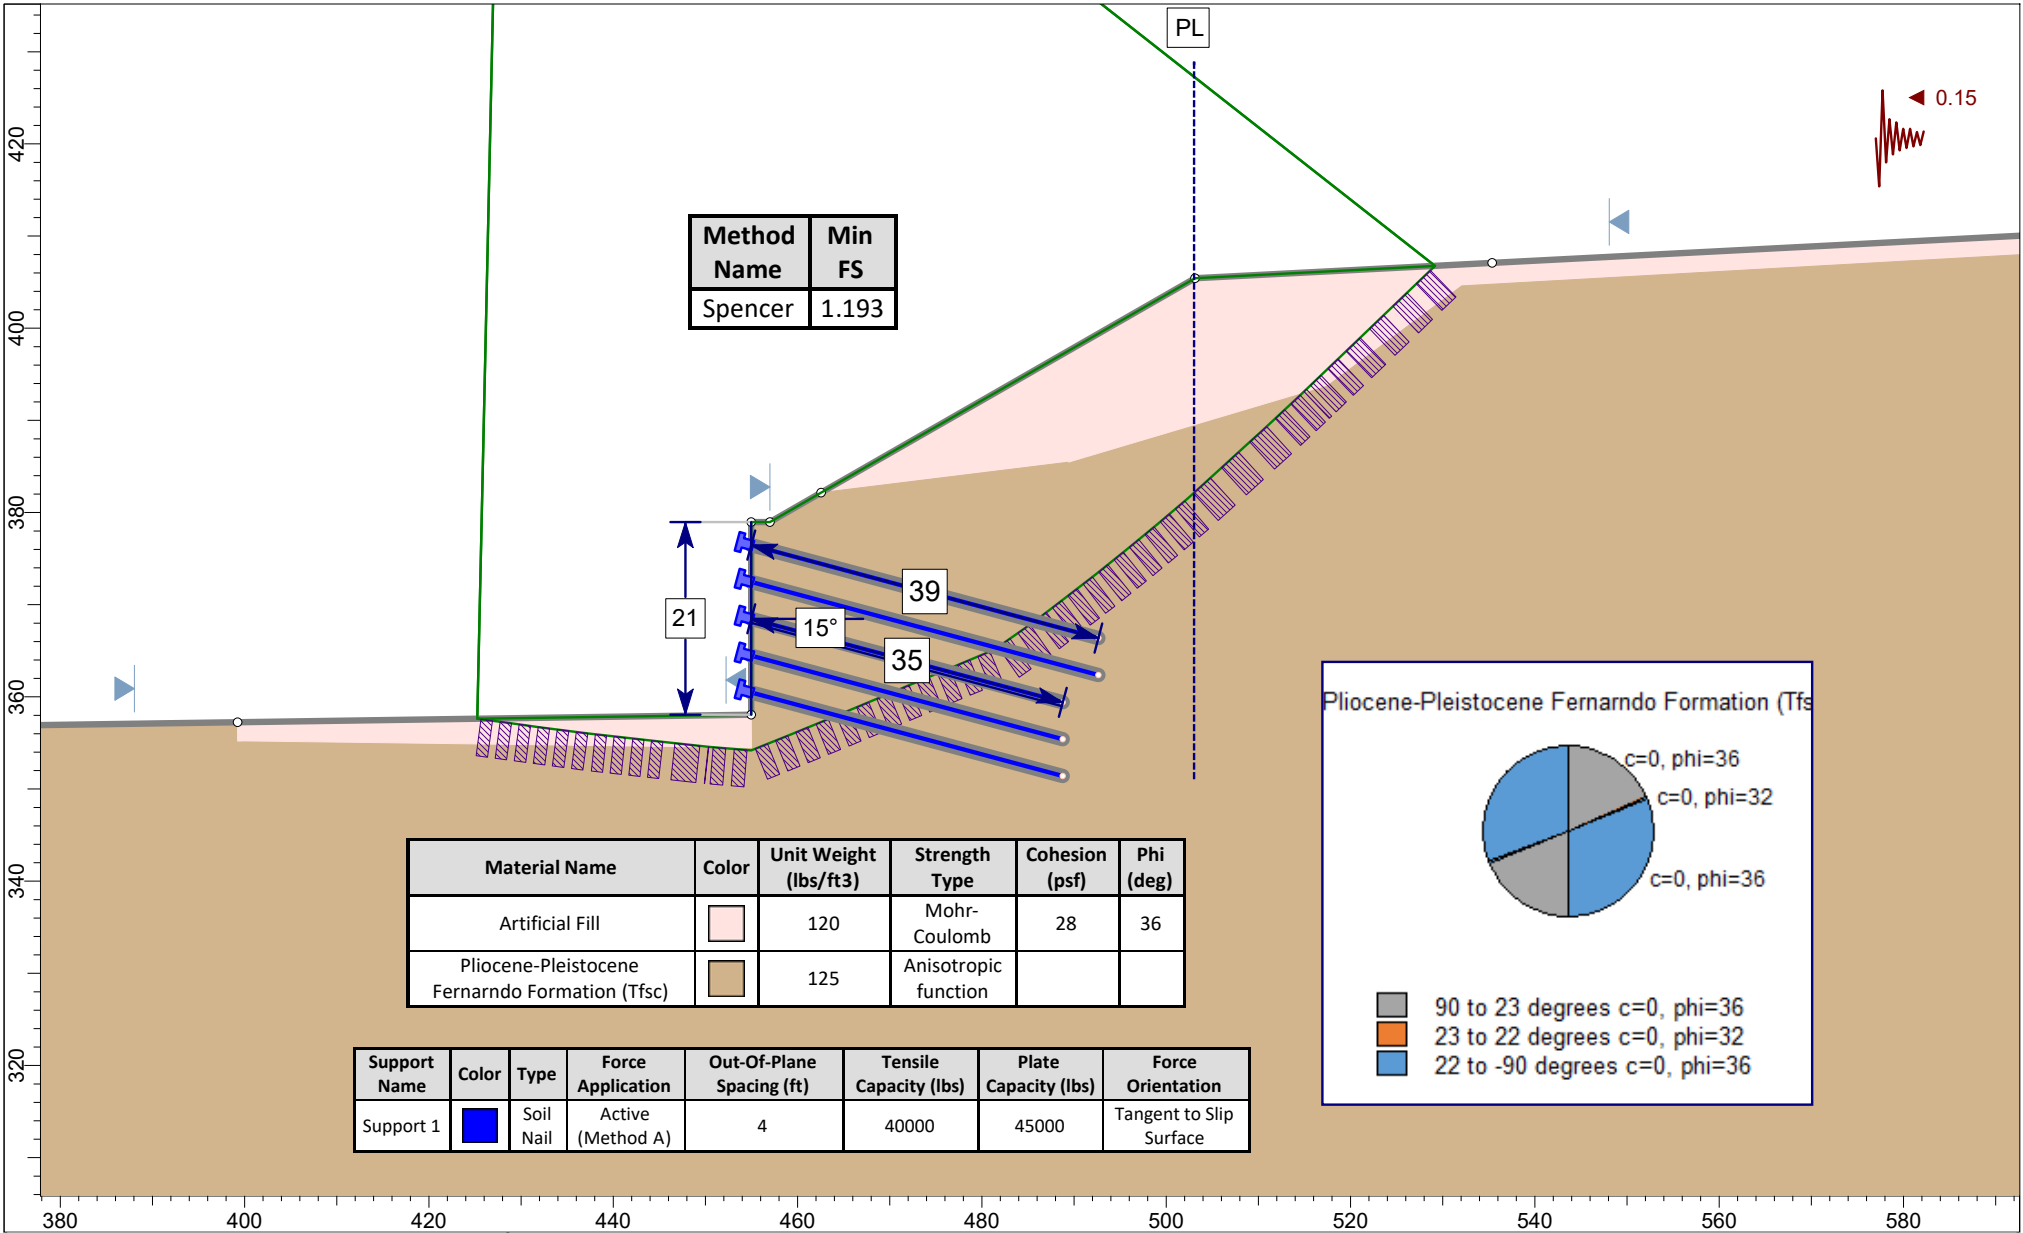 PL
0.15
420
400
380
360
340
320
Method Name
Min FS
Spencer
1.193
39
21
15°
35
Pliocene-Pleistocene Fernarndo Formation (Tfs
c=0, phi=36
c=0, phi=32
c=0, phi=36
90 to 23 degrees c=0, phi=36
23 to 22 degrees c=0, phi=32
22 to -90 degrees c=0, phi=36
Material Name
Color
Unit Weight (lbs/ft3)
Strength Type
Cohesion (psf)
Phi (deg)
Artificial Fill
120
Mohr-Coulomb
28
36
Pliocene-Pleistocene Fernarndo Formation (Tfsc)
125
Anisotropic function
Support Name
Color
Type
Force Application
Out-Of-Plane Spacing (ft)
Tensile Capacity (lbs)
Plate Capacity (lbs)
Force Orientation
Support 1
Soil Nail
Active (Method A)
4
40000
45000
Tangent to Slip Surface
380
400
420
440
460
480
500
520
540
560
580